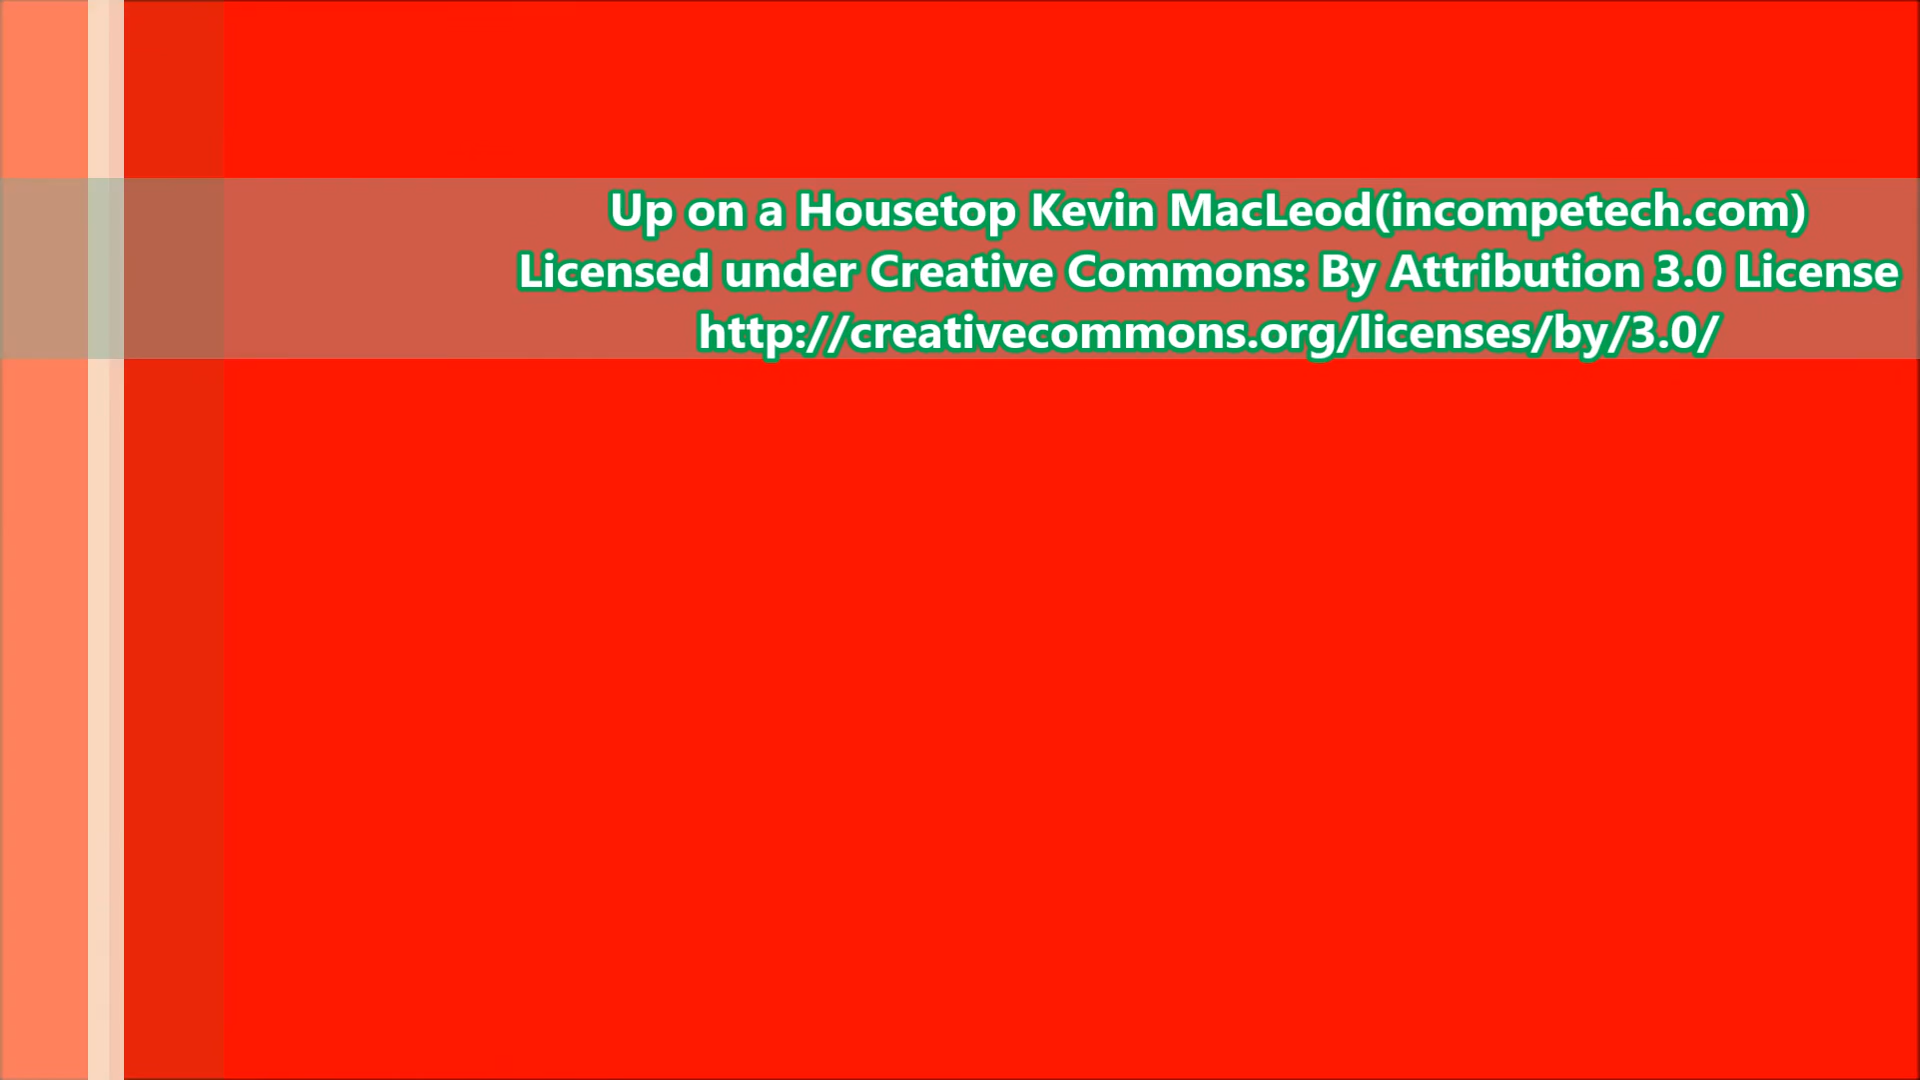 Up on a Housetop Kevin MacLeod(incompetech.com)
Licensed under Creative Commons: By Attribution 3.0 License
http://creativecommons.org/licenses/by/3.0/